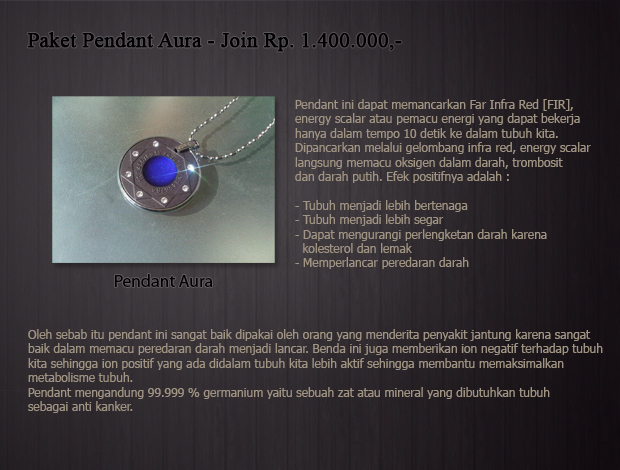 Paket Pendant Aura - Join Rp. 1.400.000,-
Pendant ini dapat memancarkan Far Infra Red [FIR],
energy scalar atau pemacu energi yang dapat bekerja
hanya dalam tempo 10 detik ke dalam tubuh kita.
Dipancarkan melalui gelombang infra red, energy scalar
langsung memacu oksigen dalam darah, trombosit
dan darah putih. Efek positifnya adalah :
- Tubuh menjadi lebih bertenaga
- Tubuh menjadi lebih segar
- Dapat mengurangi perlengketan darah karena
kolesterol dan lemak
- Memperlancar peredaran darah
Pendant Aura
Oleh sebab itu pendant ini sangat baik dipakai oleh orang yang menderita penyakit jantung karena sangat
baik dalam memacu peredaran darah menjadi lancar. Benda ini juga memberikan ion negatif terhadap tubuh
kita sehingga ion positif yang ada didalam tubuh kita lebih aktif sehingga membantu memaksimalkan
metabolisme tubuh.
Pendant mengandung 99.999 % germanium yaitu sebuah zat atau mineral yang dibutuhkan tubuh
sebagai anti kanker.